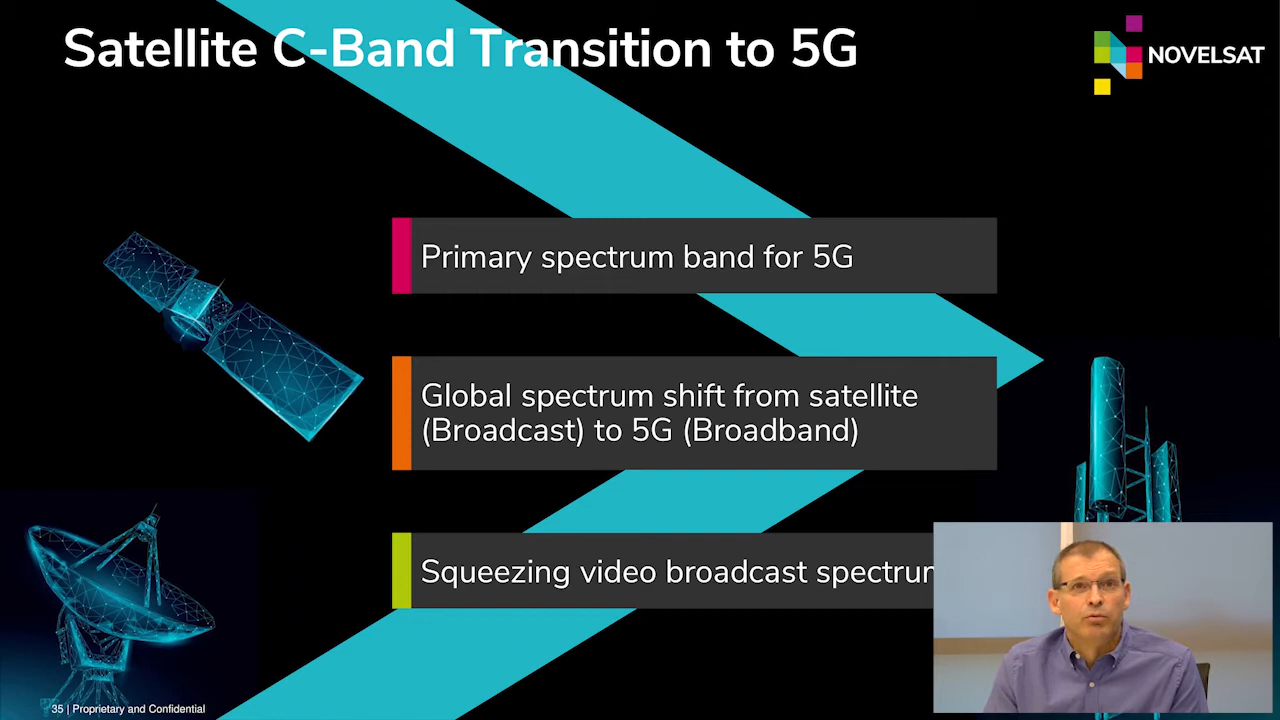 Satellite C-Band Transition to 5G
NOVELSAT
Primary spectrum band for 5G
Global spectrum shift from satellite
(Broadcast) to 5G (Broadband)
Squeezing video broadcast
35 | Proprietary and Confidential